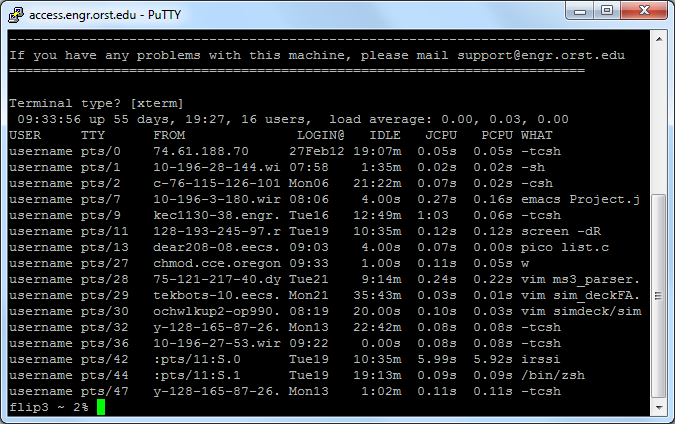 access.engr.orst.edu - PuTTY
================================================================
If you have any problems with this machine, please mail support@engr.orst.edu
================================================================
Terminal type? [xterm]
09:33:56 up 55 days, 19:27, 16 users,  load average: 0.00, 0.03, 0.00
USER     TTY      FROM              LOGIN@   IDLE   JCPU   PCPU WHAT
username pts/0    74.61.188.70     27Feb12 19:07m  0.05s  0.05s -tcsh
username pts/1    10-196-28-144.wi 07:58    1:35m  0.02s  0.02s -sh
username pts/2    c-76-115-126-101 Mon06   21:22m  0.07s  0.02s -csh
username pts/7    10-196-3-180.wir 08:06    4.00s  0.27s  0.16s emacs Project.j
username pts/9    kec1130-38.engr. Tue16   12:49m  1:03   0.06s -tcsh
username pts/11   128-193-245-97.r Tue19   10:35m  0.12s  0.12s screen -dR
username pts/13   dear208-08.eecs. 09:03    4.00s  0.07s  0.00s pico list.c
username pts/27   chmod.cce.oregon 09:33    1.00s  0.11s  0.05s w
username pts/28   75-121-217-40.dy Tue21    9:14m  0.24s  0.22s vim ms3_parser.
username pts/29   tekbots-10.eecs. Mon21   35:43m  0.03s  0.01s vim sim_deckFA.
username pts/30   ochwlkup2-op990. 08:19   20.00s  0.10s  0.03s vim simdeck/sim
username pts/32   y-128-165-87-26. Mon13   22:42m  0.08s  0.08s -tcsh
username pts/36   10-196-27-53.wir 09:22    0.00s  0.08s  0.08s -tcsh
username pts/42   :pts/11:S.0      Tue19   10:35m  5.99s  5.92s irssi
username pts/44   :pts/11:S.1      Tue19   19:13m  0.09s  0.09s /bin/zsh
username pts/47   y-128-165-87-26. Mon13    1:02m  0.11s  0.11s -tcsh
flip3 ~ 2%